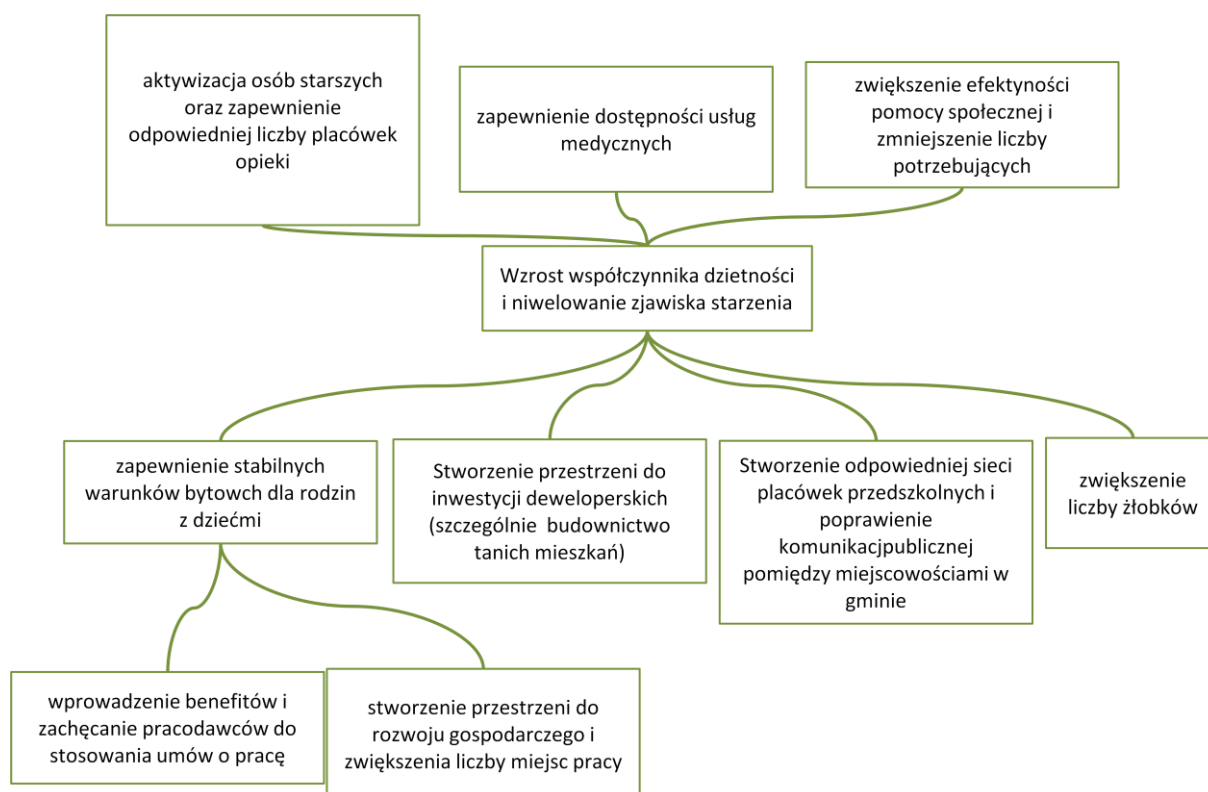 aktywizacja osób starszych
oraz zapewnienie
odpowiedniej liczby placówek
opieki
zapewnienie dostępności usług
medycznych
zwiększenie efektyności
pomocy społecznej i
zmniejszenie liczby
potrzebujących
Wzrost współczynnika dzietności
i niwelowanie zjawiska starzenia
zapewnienie stabilnych
warunków bytowch dla rodzin
z dziećmi
Stworzenie przestrzeni do
inwestycji deweloperskich
(szczególnie budownictwo
tanich mieszkań)
Stworzenie odpowiedniej sieci
placówek przedszkolnych i
poprawienie
komunikacjpublicznej
pomiędzy miejscowościami w
gminie
zwiększenie
liczby żłobków
wprowadzenie benefitów i
zachęcanie pracodawców do
stosowania umów o pracę
stworzenie przestrzeni do
rozwoju gospodarczego i
zwiększenia liczby miejsc pracy